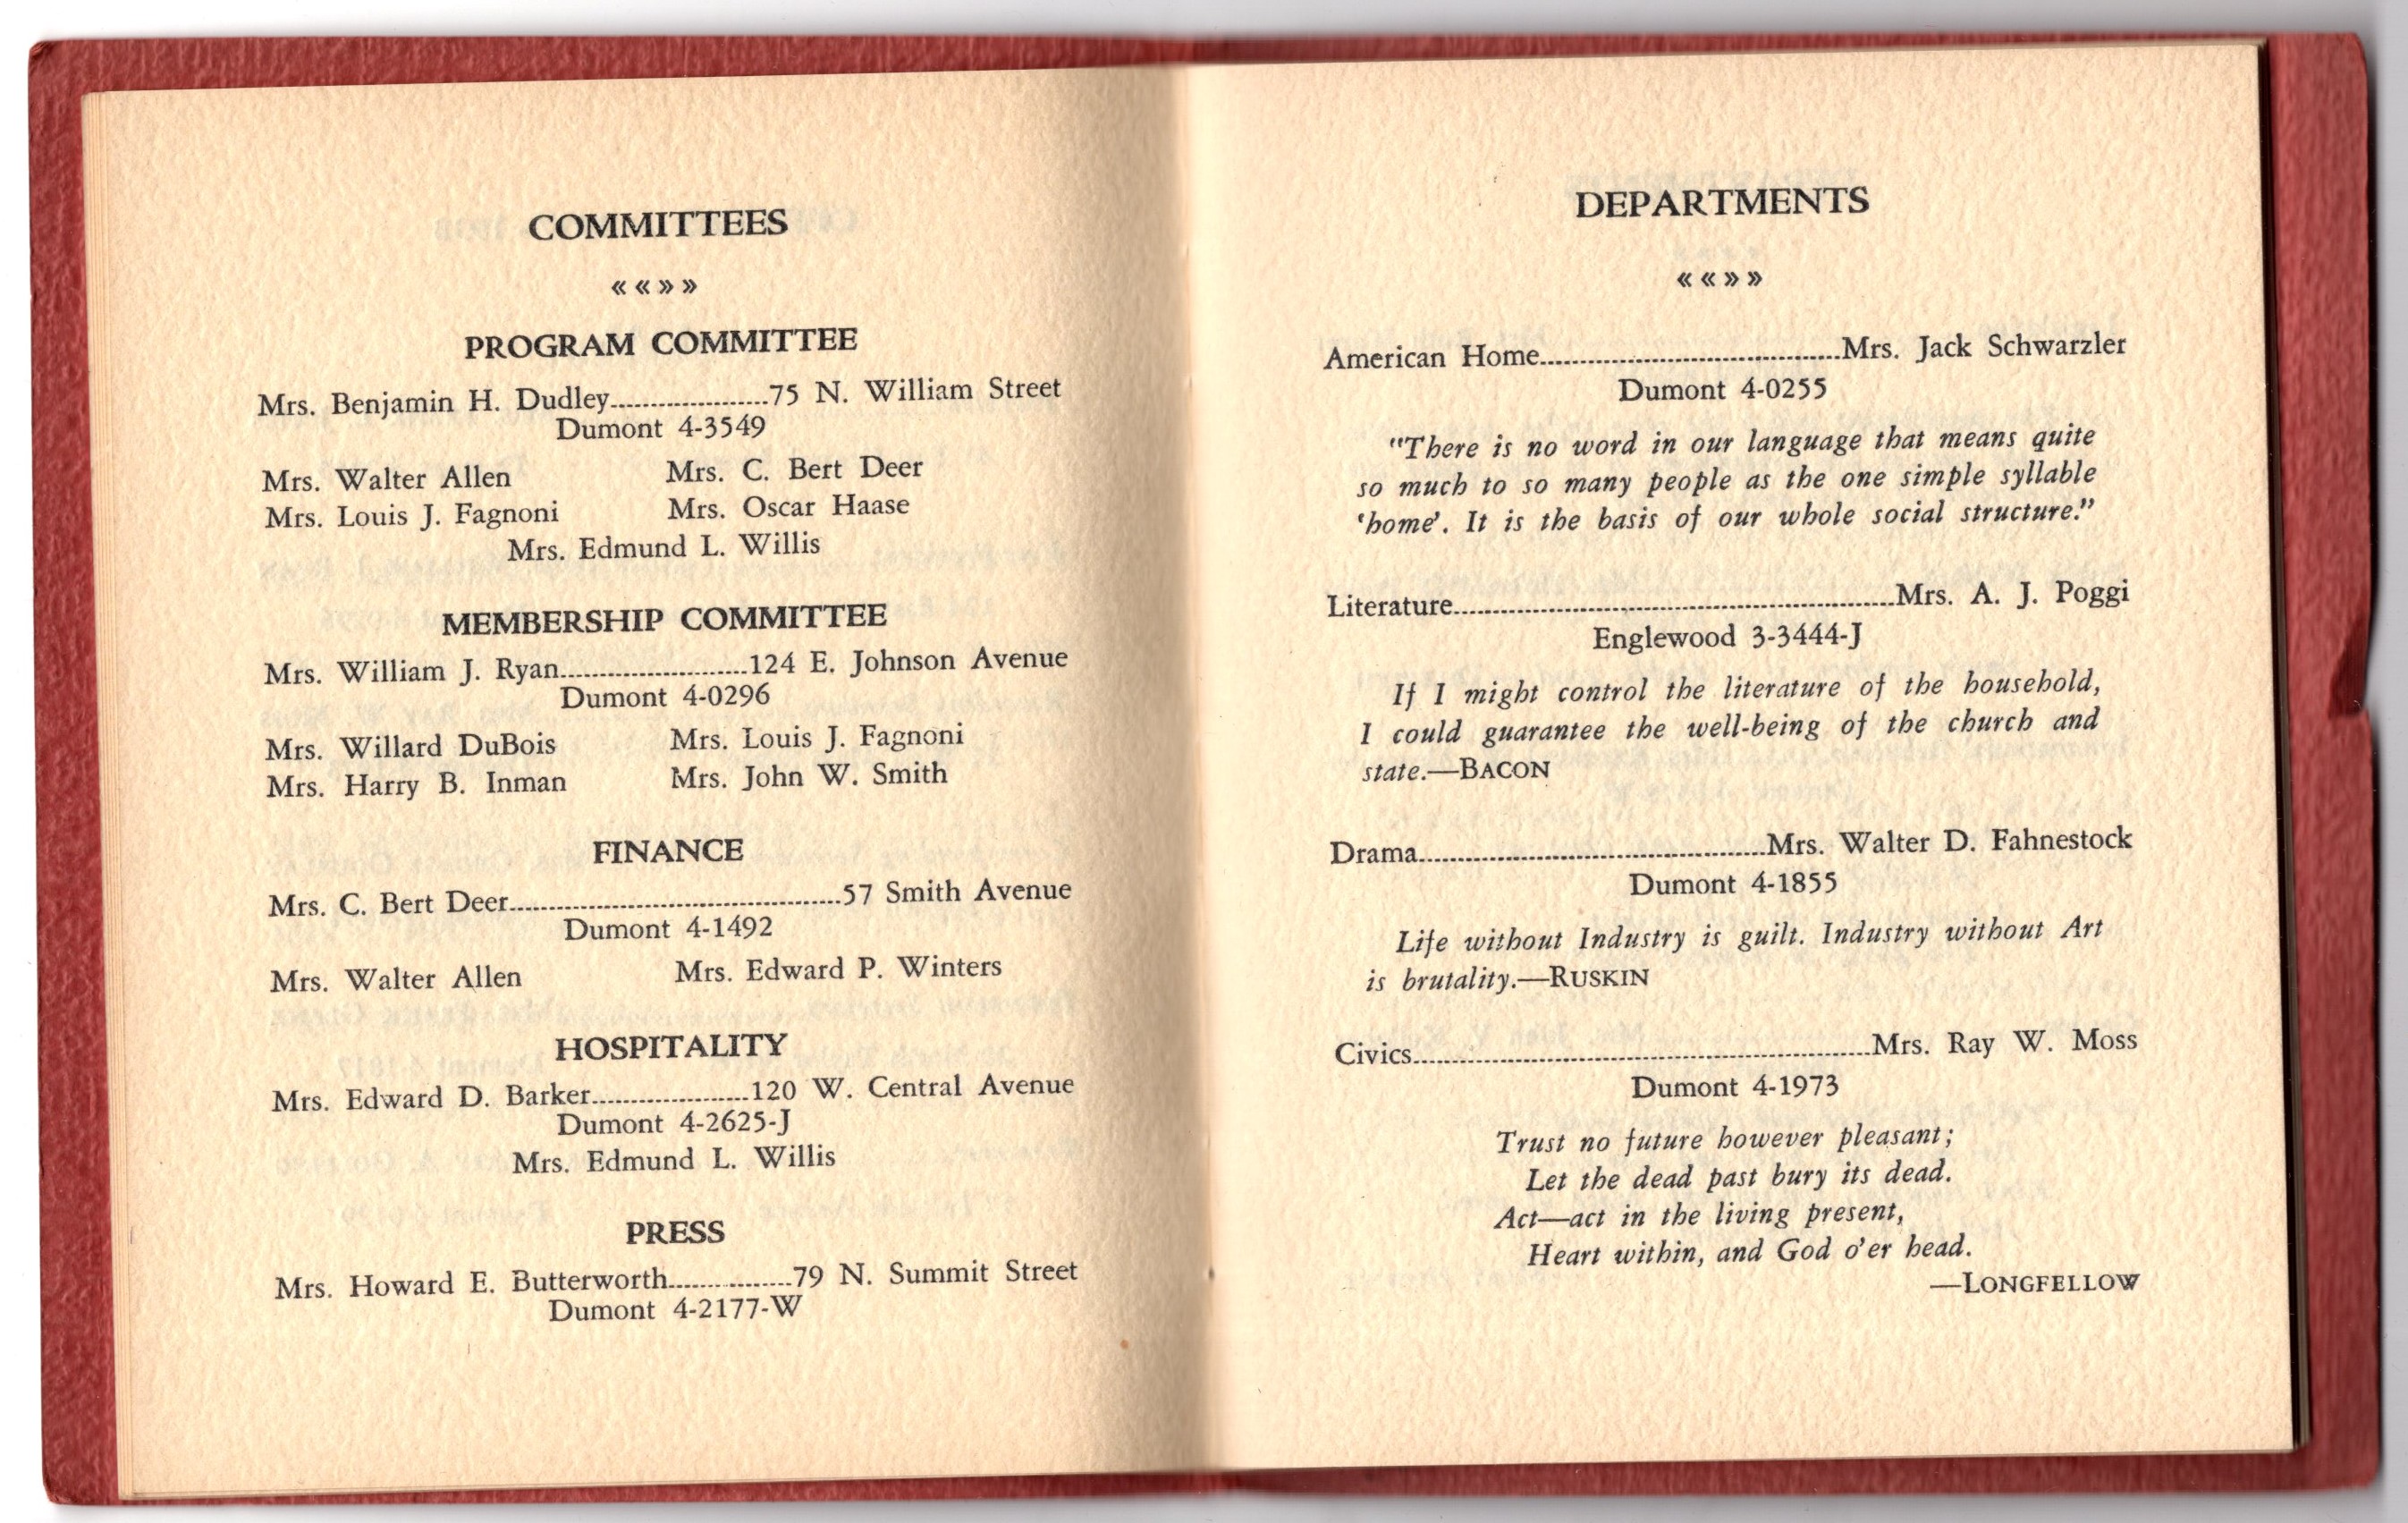 COMMITTEES
««»»
PROGRAM COMMITTEE
Mrs. Benjamin H. Dudley....................75 N. William Street
Dumont 4-3549
Mrs. Walter Allen Mrs. C. Bert Deer
Mrs. Louis J. Fagnoni Mrs. Oscar Haase
Mrs. Edmund L. Willis
MEMBERSHIP COMMITTEE
Mrs. William J. Ryan........................124 E. Johnson Avenue
Dumont 4-0296
Mrs. Willard DuBois Mrs. Louis J. Fagnoni
Mrs. Harry B. Inman Mrs. John W. Smith
FINANCE
Mrs. C. Bert Deer..........................................57 Smith Avenue
Dumont 4-1492
Mrs. Walter Allen Mrs. Edward P. Winters
HOSPITALITY
Mrs. Edward D. Barker....................120 W. Central Avenue
Dumont 4-2625-J
Mrs. Edmund L. Willis
PRESS
Mrs. Howard E. Butterworth................79 N. Summit Street
Dumont 4-2177-W
DEPARTMENTS
««»»
American Home......................................Mrs. Jack Schwarzler
Dumont 4-0255
"There is no word in our language that means quite
so much to so many people as the one simple syllable
'home'. It is the basis of our whole social structure."
Literature........................................................Mrs. A. J. Poggi
Englewood 3-3444-J
If I might control the literature of the household,
I could guarantee the well-being of the church and
state.—BACON
Drama............................................Mrs. Walter D. Fahnestock
Dumont 4-1855
Life without Industry is guilt. Industry without Art
is brutality.—RUSKIN
Civics..........................................................Mrs. Ray W. Moss
Dumont 4-1973
Trust no future however pleasant;
Let the dead past bury its dead.
Act—act in the living present,
Heart within, and God o'er head.
—LONGFELLOW